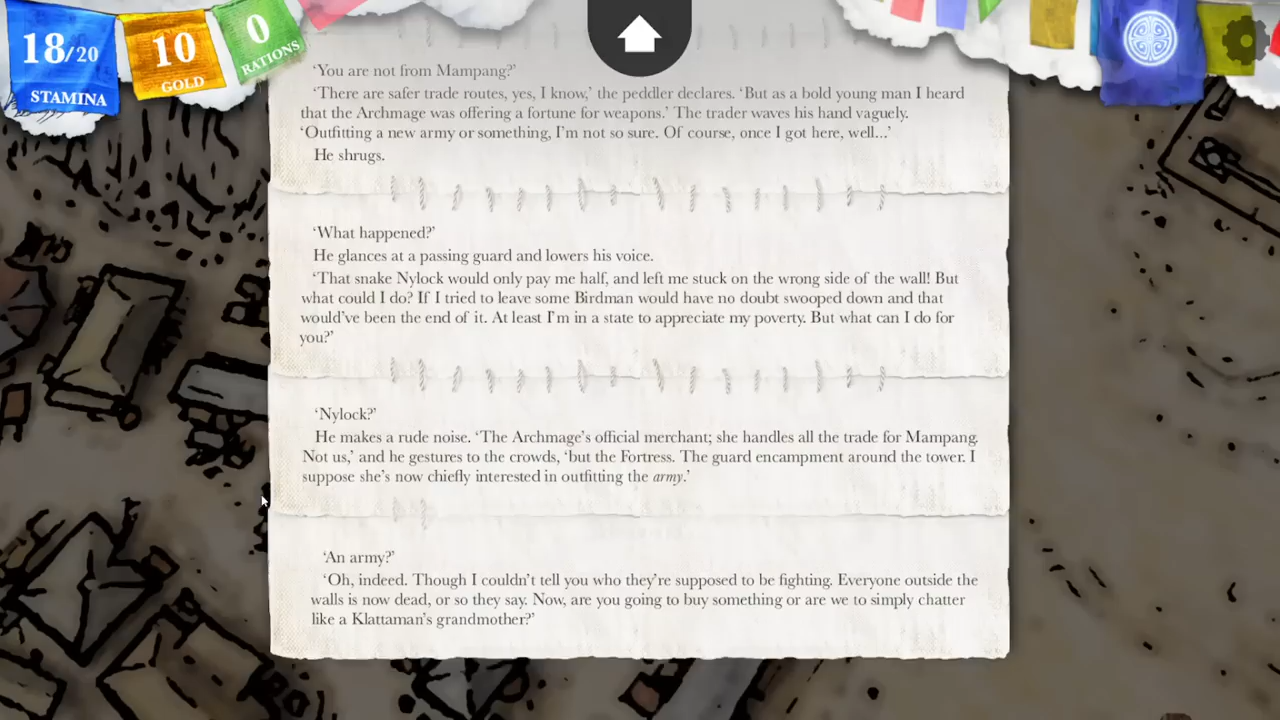 18/20
STAMINA
10
GOLD
0
RATIONS
‘You are not from Mampang?’
‘There are safer trade routes, yes, I know,’ the peddler declares. ‘But as a bold young man I heard
that the Archmage was offering a fortune for weapons.’ The trader waves his hand vaguely.
‘Outfitting a new army or something, I’m not so sure. Of course, once I got here, well...’
He shrugs.
‘What happened?’
He glances at a passing guard and lowers his voice.
‘That snake Nylock would only pay me half, and left me stuck on the wrong side of the wall! But
what could I do? If I tried to leave some Birdman would have no doubt swooped down and that
would’ve been the end of it. At least I’m in a state to appreciate my poverty. But what can I do for
you?’
‘Nylock?’
He makes a rude noise. ‘The Archmage’s official merchant; she handles all the trade for Mampang.
Not us,’ and he gestures to the crowds, ‘but the Fortress. The guard encampment around the tower. I
suppose she’s now chiefly interested in outfitting the army.’
‘An army?’
‘Oh, indeed. Though I couldn’t tell you who they’re supposed to be fighting. Everyone outside the
walls is now dead, or so they say. Now, are you going to buy something or are we to simply chatter
like a Klattaman’s grandmother?’